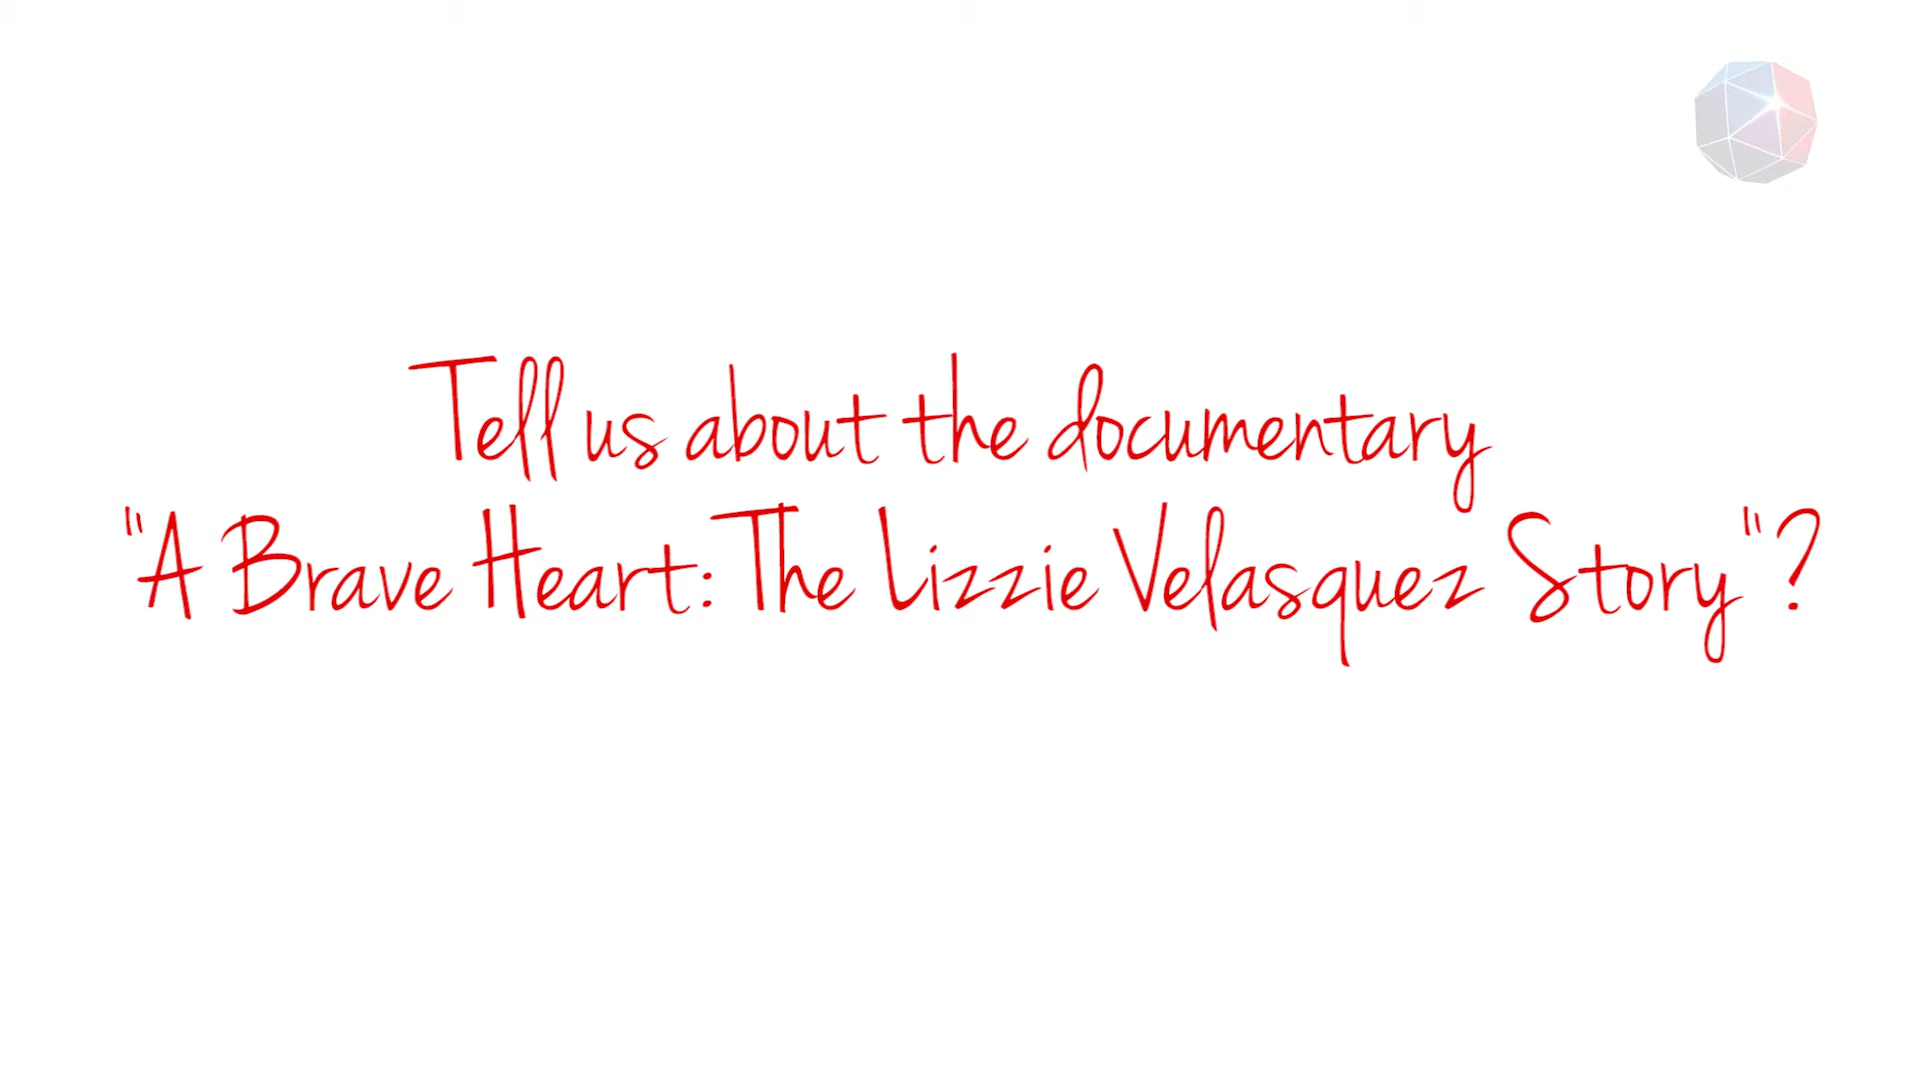 Tell us about the documentary
"A Brave Heart: The Lizzie Velasquez Story"?